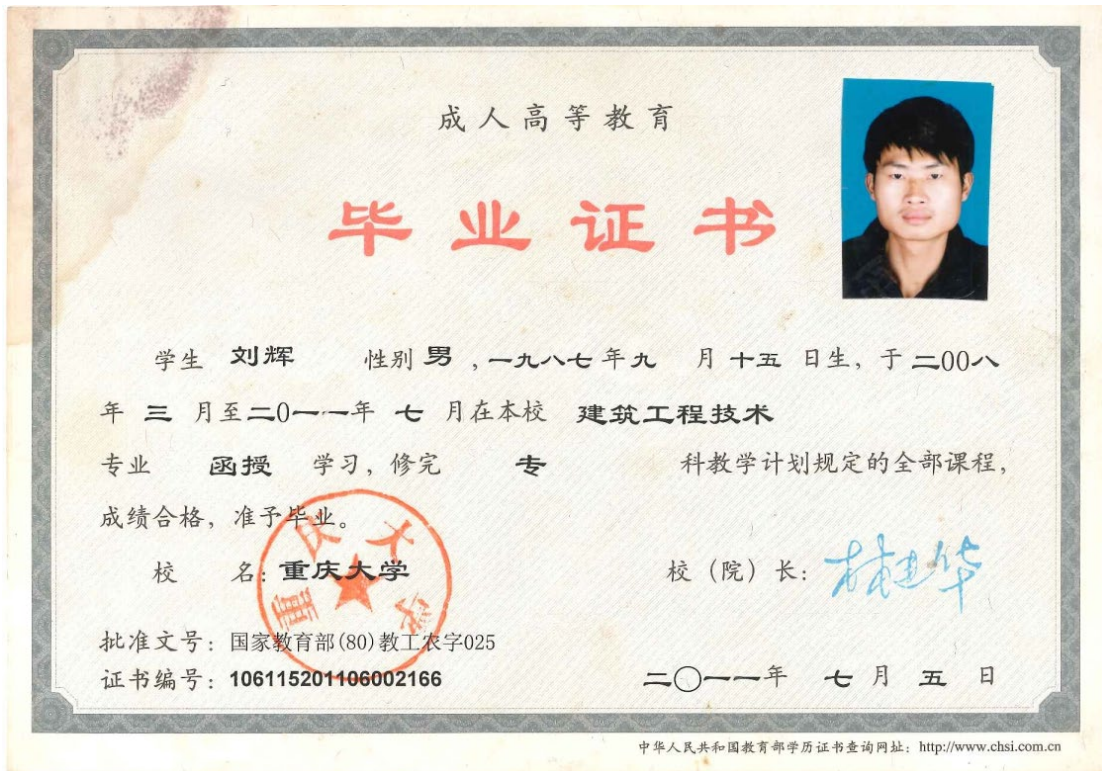 成人高等教育
毕业证书
学生 刘辉 性别 男 ,一九八七年九 月 十五 日生, 于 二00八
年 三 月至二0一一年 七 月在本校 建筑工程技术
专业 函授 学习, 修完 专 科教学计划规定的全部课程,
成绩合格, 准予毕业。
校 名: 重庆大学 校 (院) 长: 林建华
重庆大学
批准文号: 国家教育部(80)教工农字025
证书编号: 106115201106002166 二〇一一年 七 月 五 日
中华人民共和国教育部学历证书查询网址: http://www.chsi.com.cn